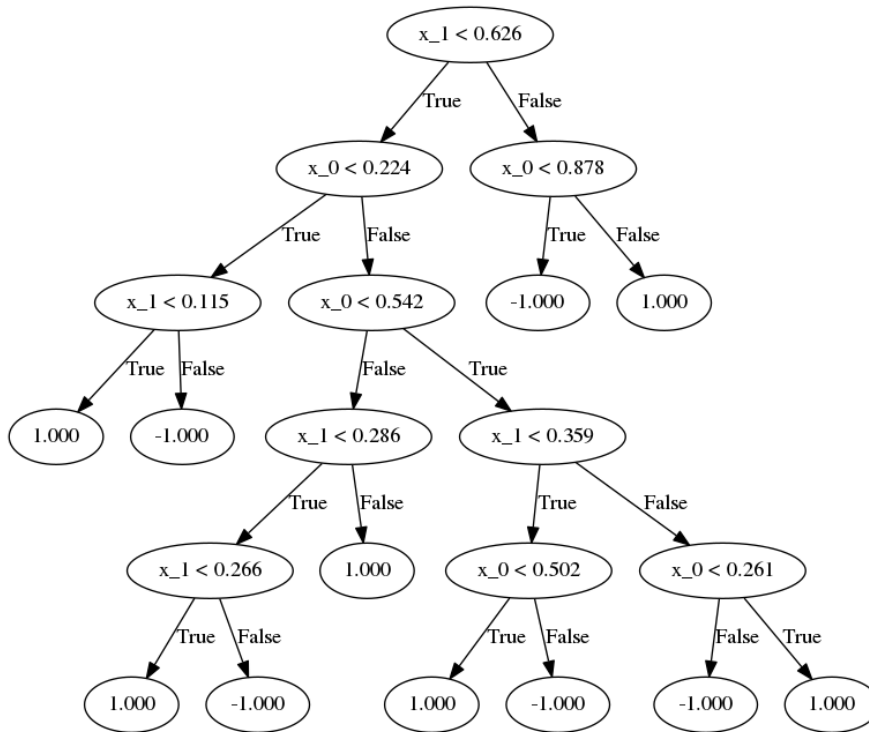 x_1 < 0.626
True
False
x_0 < 0.224
x_0 < 0.878
True
False
True
False
x_1 < 0.115
x_0 < 0.542
-1.000
1.000
True
False
False
True
1.000
-1.000
x_1 < 0.286
x_1 < 0.359
True
False
True
False
x_1 < 0.266
1.000
x_0 < 0.502
x_0 < 0.261
True
False
True
False
False
True
1.000
-1.000
1.000
-1.000
-1.000
1.000